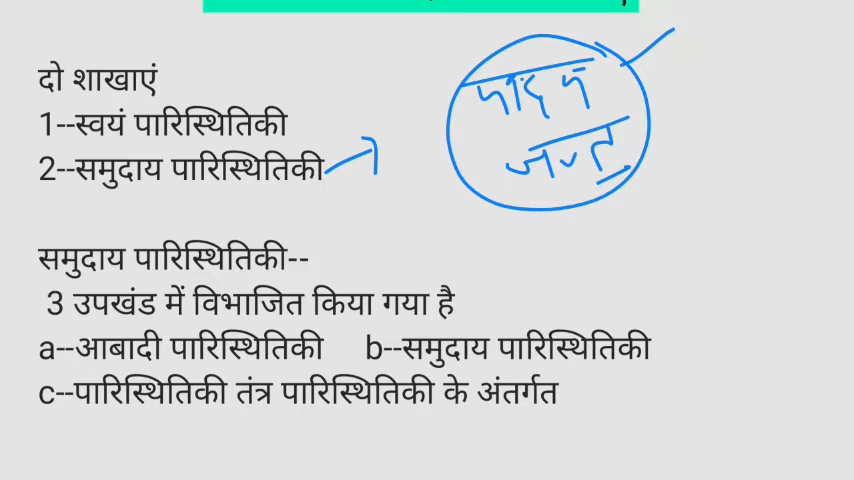 दो शाखाएं
1--स्वयं पारिस्थितिकी
2--समुदाय पारिस्थितिकी
समुदाय पारिस्थितिकी--
3 उपखंड में विभाजित किया गया है
a--आबादी पारिस्थितिकी b--समुदाय पारिस्थितिकी
c--पारिस्थितिकी तंत्र पारिस्थितिकी के अंतर्गत